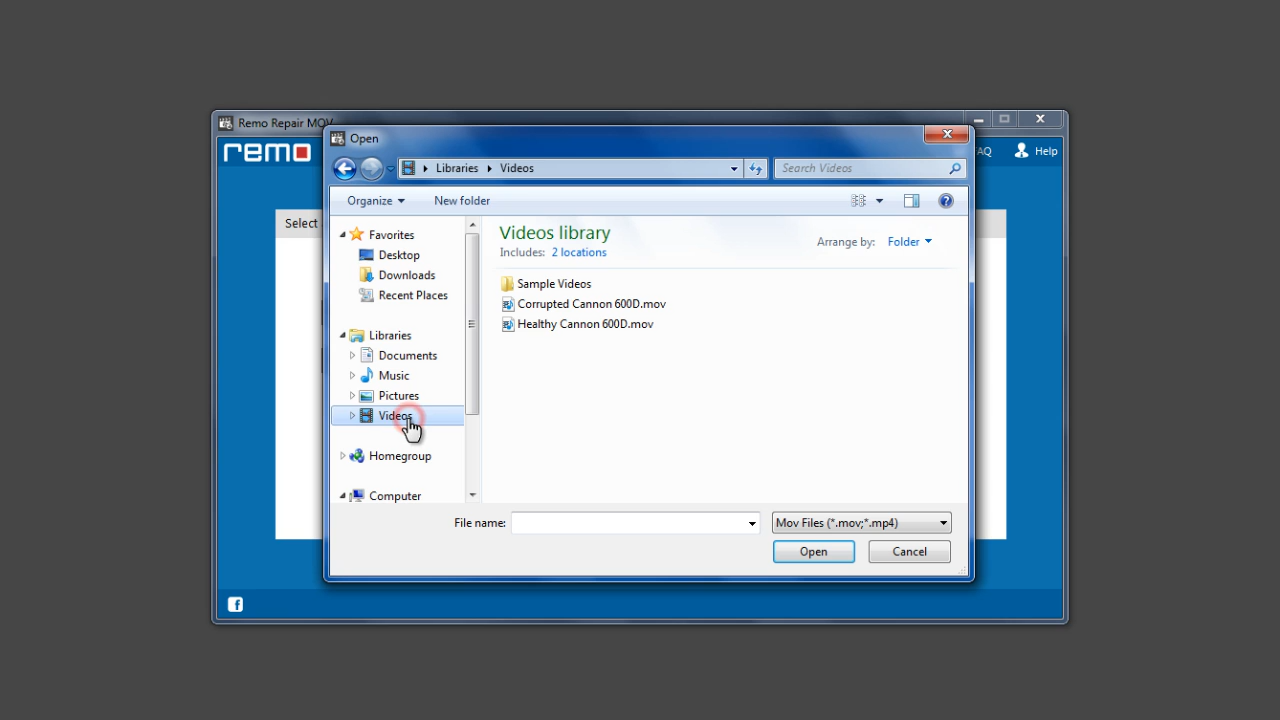 Remo Repair MOV
remo
FAQ
Help
Select
Open
Libraries
Videos
Search Videos
Organize
New folder
Favorites
Desktop
Downloads
Recent Places
Libraries
Documents
Music
Pictures
Videos
Homegroup
Computer
Videos library
Includes: 2 locations
Arrange by: Folder
Sample Videos
Corrupted Cannon 600D.mov
Healthy Cannon 600D.mov
File name:
Mov Files (*.mov;*.mp4)
Open
Cancel